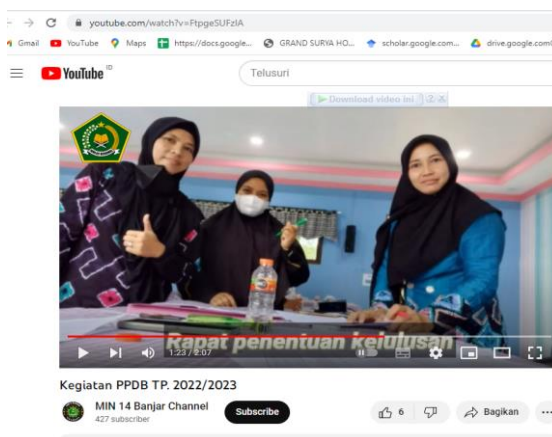 youtube.com/watch?v=FtpgeSUFzIA
Gmail YouTube Maps https://docs.google... GRAND SURYA HO... scholar.google.com... drive.google.com
YouTube ID
Telusuri
Download video ini
Rapat penentuan kelulusan
1:23 / 2:07
Kegiatan PPDB TP. 2022/2023
MIN 14 Banjar Channel
427 subscriber
Subscribe
6
Bagikan